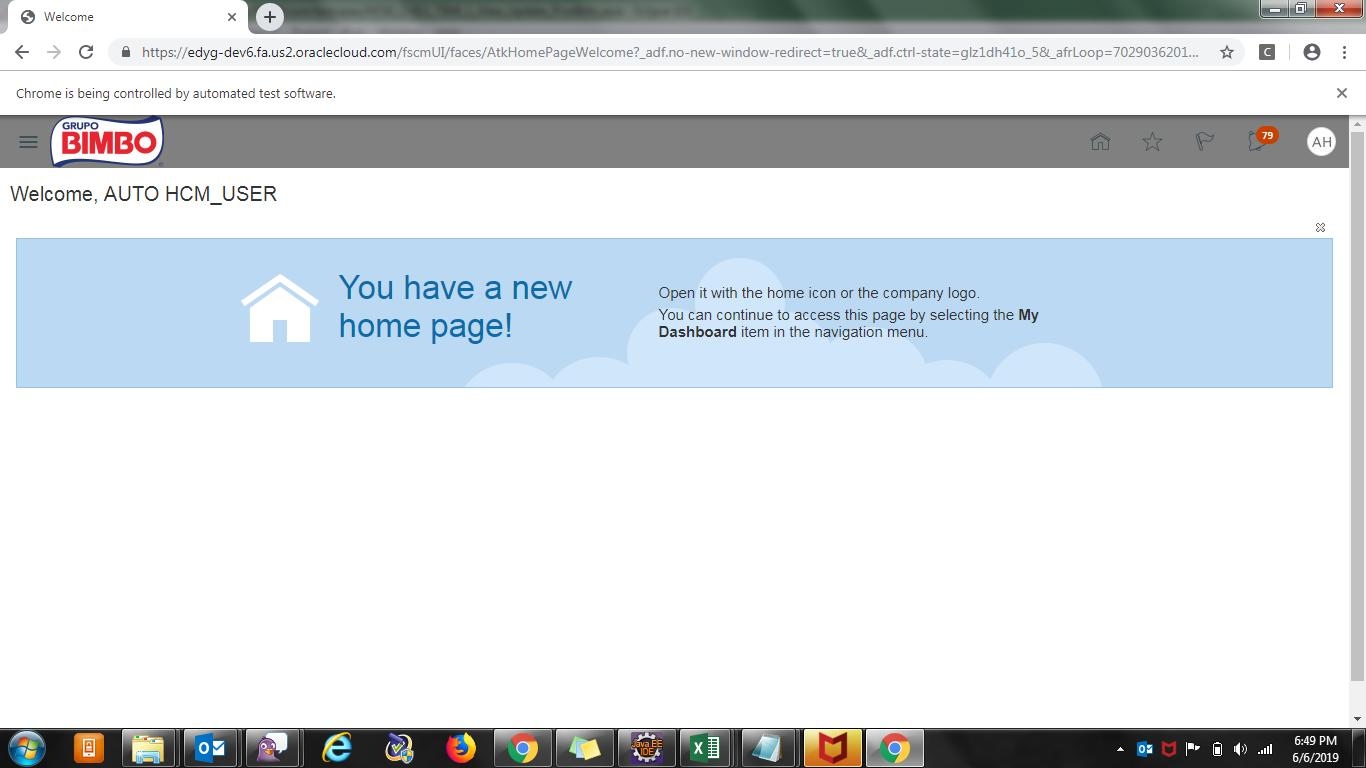 Welcome
https://edyg-dev6.fa.us2.oraclecloud.com/fscmUI/faces/AtkHomePageWelcome?_adf.no-new-window-redirect=true&_adf.ctrl-state=glz1dh41o_5&_afrLoop=7029036201...
C
Chrome is being controlled by automated test software.
GRUPO
BIMBO
79
AH
Welcome, AUTO HCM_USER
You have a new
home page!
Open it with the home icon or the company logo.
You can continue to access this page by selecting the My
Dashboard item in the navigation menu.
Java EE
IDE
6:49 PM
6/6/2019